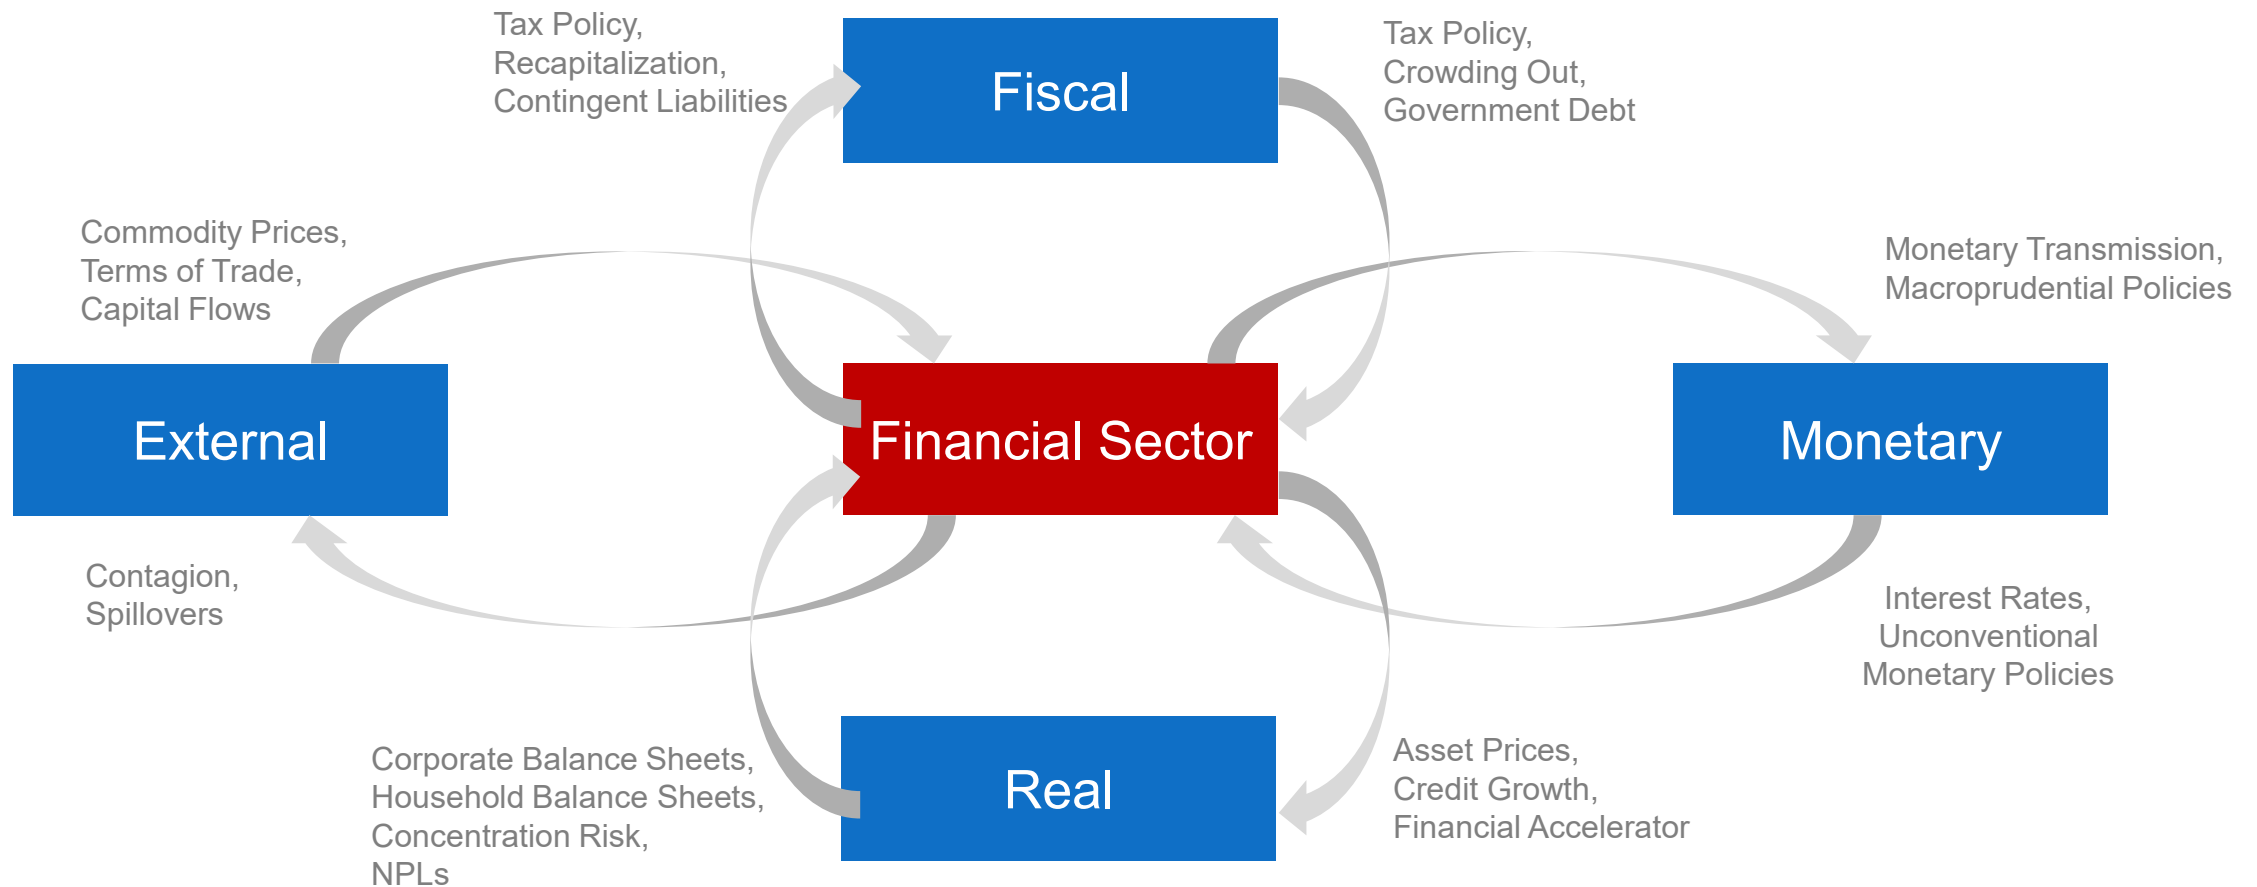 Tax Policy,
Recapitalization,
Contingent Liabilities
Fiscal
Tax Policy,
Crowding Out,
Government Debt
Commodity Prices,
Terms of Trade,
Capital Flows
Monetary Transmission,
Macroprudential Policies
External
Financial Sector
Monetary
Contagion,
Spillovers
Interest Rates,
Unconventional
Monetary Policies
Corporate Balance Sheets,
Household Balance Sheets,
Concentration Risk,
NPLs
Real
Asset Prices,
Credit Growth,
Financial Accelerator